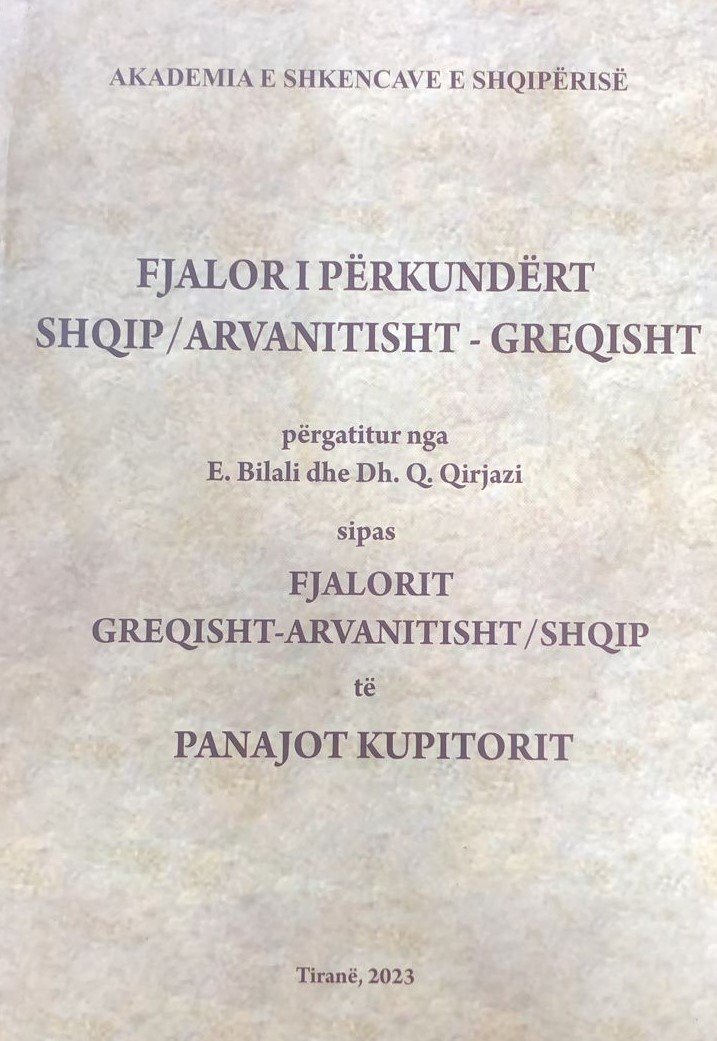 AKADEMIA E SHKENCAVE E SHQIPËRISË
FJALOR I PËRKUNDËRT
SHQIP/ARVANITISHT - GREQISHT
përgatitur nga
E. Bilali dhe Dh. Q. Qirjazi
sipas
FJALORIT
GREQISHT-ARVANITISHT/SHQIP
të
PANAJOT KUPITORIT
Tiranë, 2023